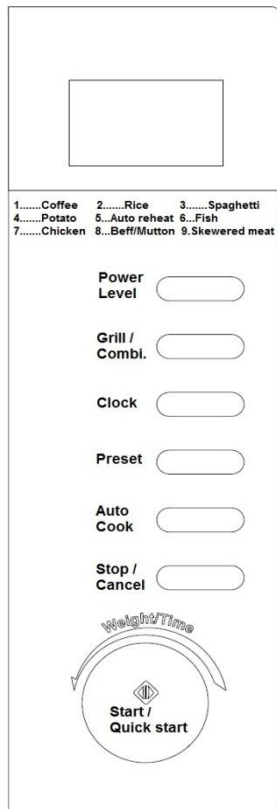 1.......Coffee 2.......Rice 3.......Spaghetti
4.......Potato 5...Auto reheat 6...Fish
7.......Chicken 8...Beff/Mutton 9.Skewered meat
Power
Level
Grill /
Combi.
Clock
Preset
Auto
Cook
Stop /
Cancel
Weight/Time
Start /
Quick start